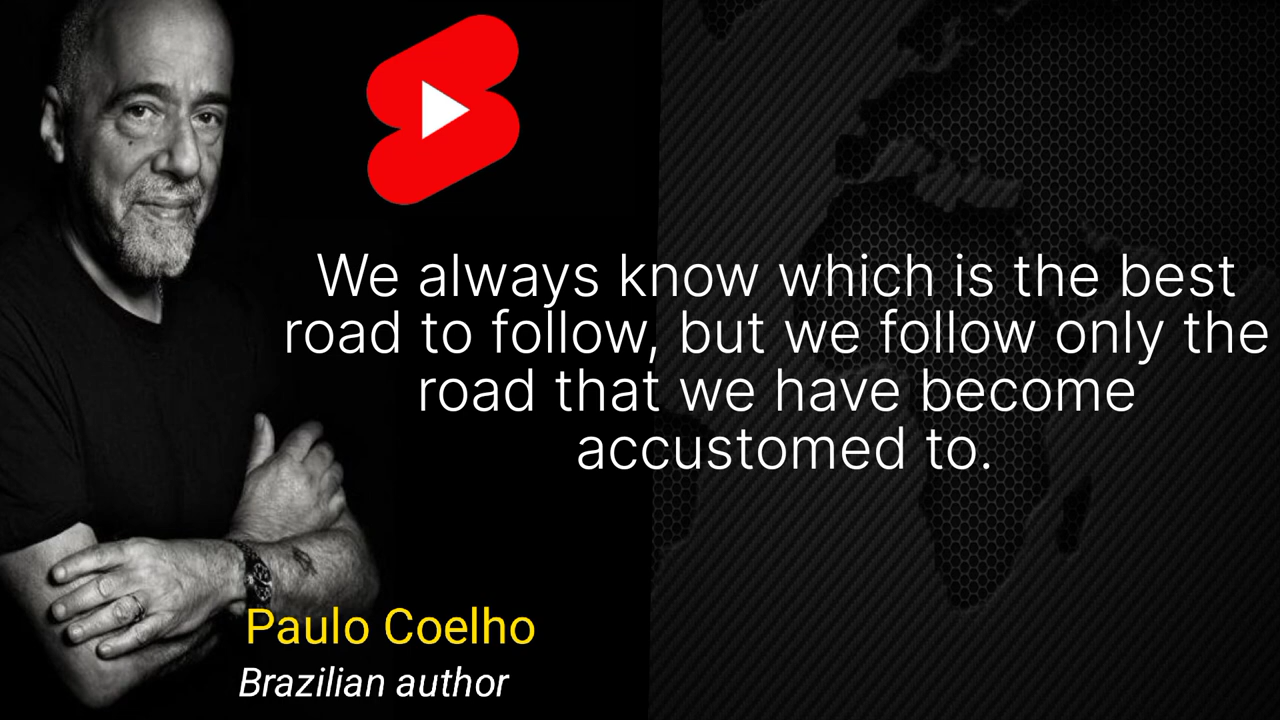 We always know which is the best
road to follow, but we follow only the
road that we have become
accustomed to.
Paulo Coelho
Brazilian author